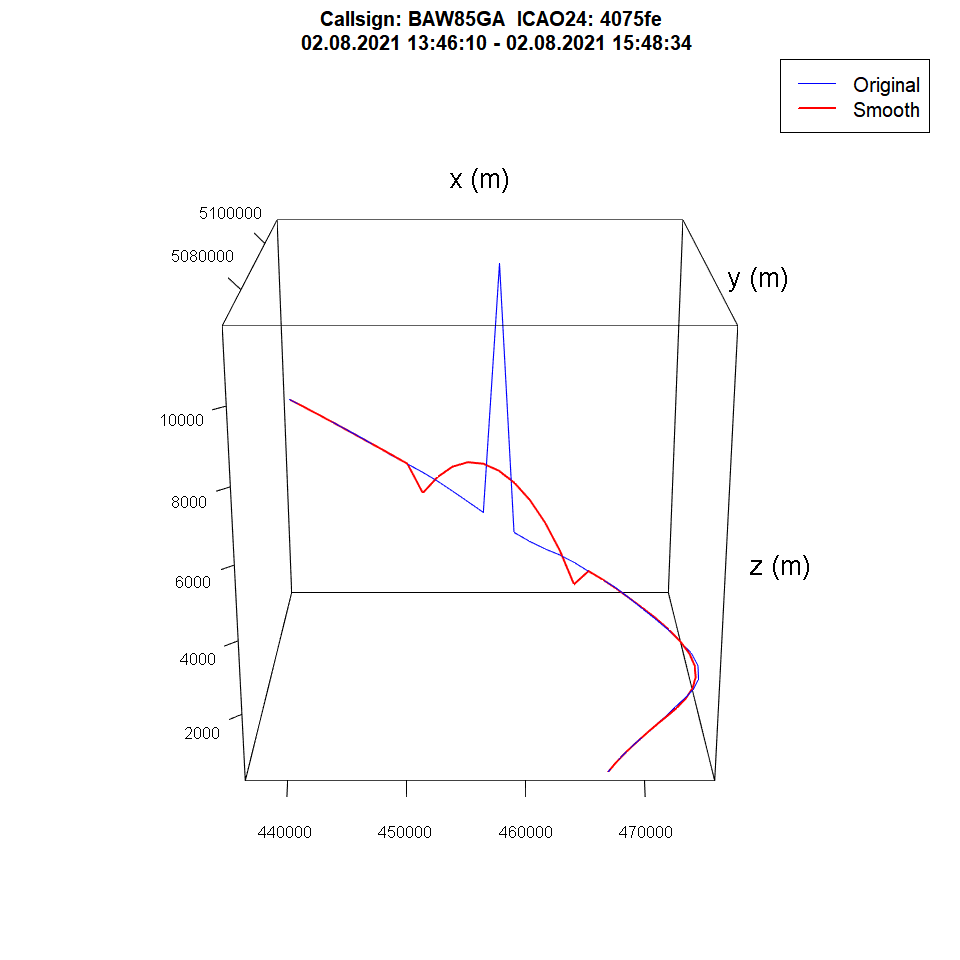 Callsign: BAW85GA  ICAO24: 4075fe
02.08.2021 13:46:10 - 02.08.2021 15:48:34
Original
Smooth
x (m)
5100000
5080000
y (m)
10000
8000
6000
z (m)
4000
2000
440000 450000 460000 470000